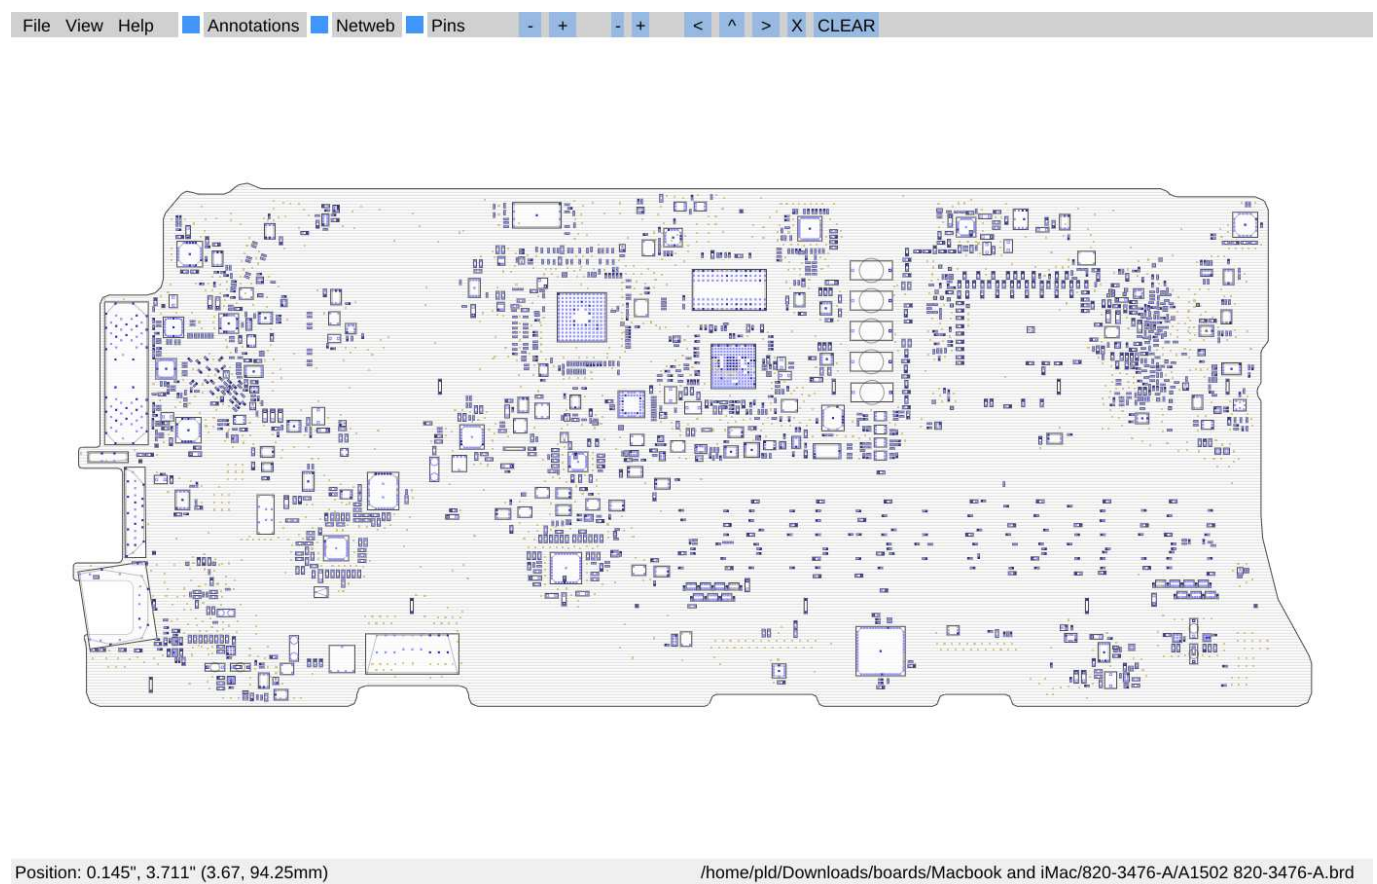 File View Help Annotations Netweb Pins - + - + < ^ > X CLEAR
Position: 0.145", 3.711" (3.67, 94.25mm) /home/pld/Downloads/boards/Macbook and iMac/820-3476-A/A1502 820-3476-A.brd